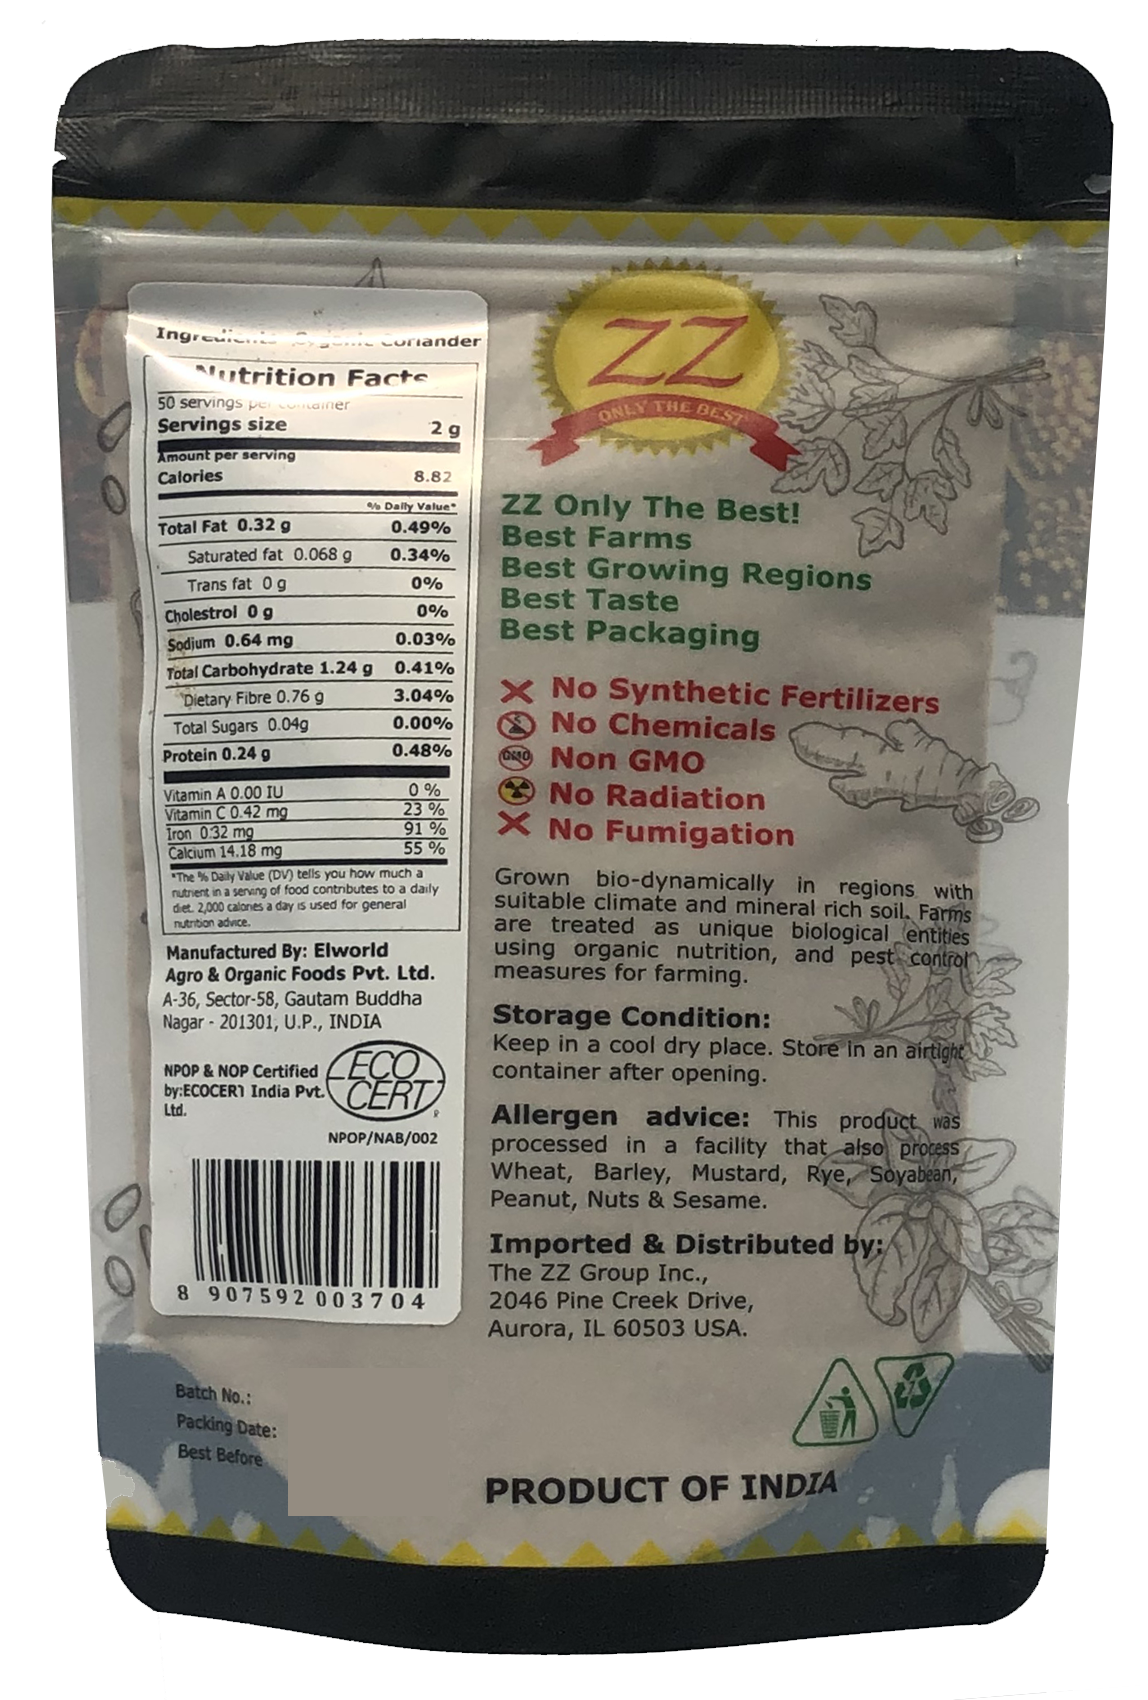 Ingredients Organic Coriander
Nutrition Facts
50 servings per container
Servings size 2 g
Amount per serving
Calories 8.82
% Daily Value*
Total Fat 0.32 g 0.49%
Saturated fat 0.068 g 0.34%
Trans fat 0 g 0%
Cholestrol 0 g 0%
Sodium 0.64 mg 0.03%
Total Carbohydrate 1.24 g 0.41%
Dietary Fibre 0.76 g 3.04%
Total Sugars 0.04g 0.00%
Protein 0.24 g 0.48%
Vitamin A 0.00 IU 0 %
Vitamin C 0.42 mg 23 %
Iron 0.32 mg 91 %
Calcium 14.18 mg 55 %
*The % Daily Value (DV) tells you how much a
nutrient in a serving of food contributes to a daily
diet. 2,000 calories a day is used for general
nutrition advice.
Manufactured By: Elworld
Agro & Organic Foods Pvt. Ltd.
A-36, Sector-58, Gautam Buddha
Nagar - 201301, U.P., INDIA
NPOP & NOP Certified
by:ECOCERT India Pvt.
Ltd.
ECO
CERT
NPOP/NAB/002
8 907592 003704
Batch No.:
Packing Date:
Best Before
ZZ
ONLY THE BEST
ZZ Only The Best!
Best Farms
Best Growing Regions
Best Taste
Best Packaging
No Synthetic Fertilizers
No Chemicals
GMO
Non GMO
No Radiation
No Fumigation
Grown bio-dynamically in regions with
suitable climate and mineral rich soil. Farms
are treated as unique biological entities
using organic nutrition, and pest control
measures for farming.
Storage Condition:
Keep in a cool dry place. Store in an airtight
container after opening.
Allergen advice: This product was
processed in a facility that also process
Wheat, Barley, Mustard, Rye, Soyabean,
Peanut, Nuts & Sesame.
Imported & Distributed by:
The ZZ Group Inc.,
2046 Pine Creek Drive,
Aurora, IL 60503 USA.
PRODUCT OF INDIA